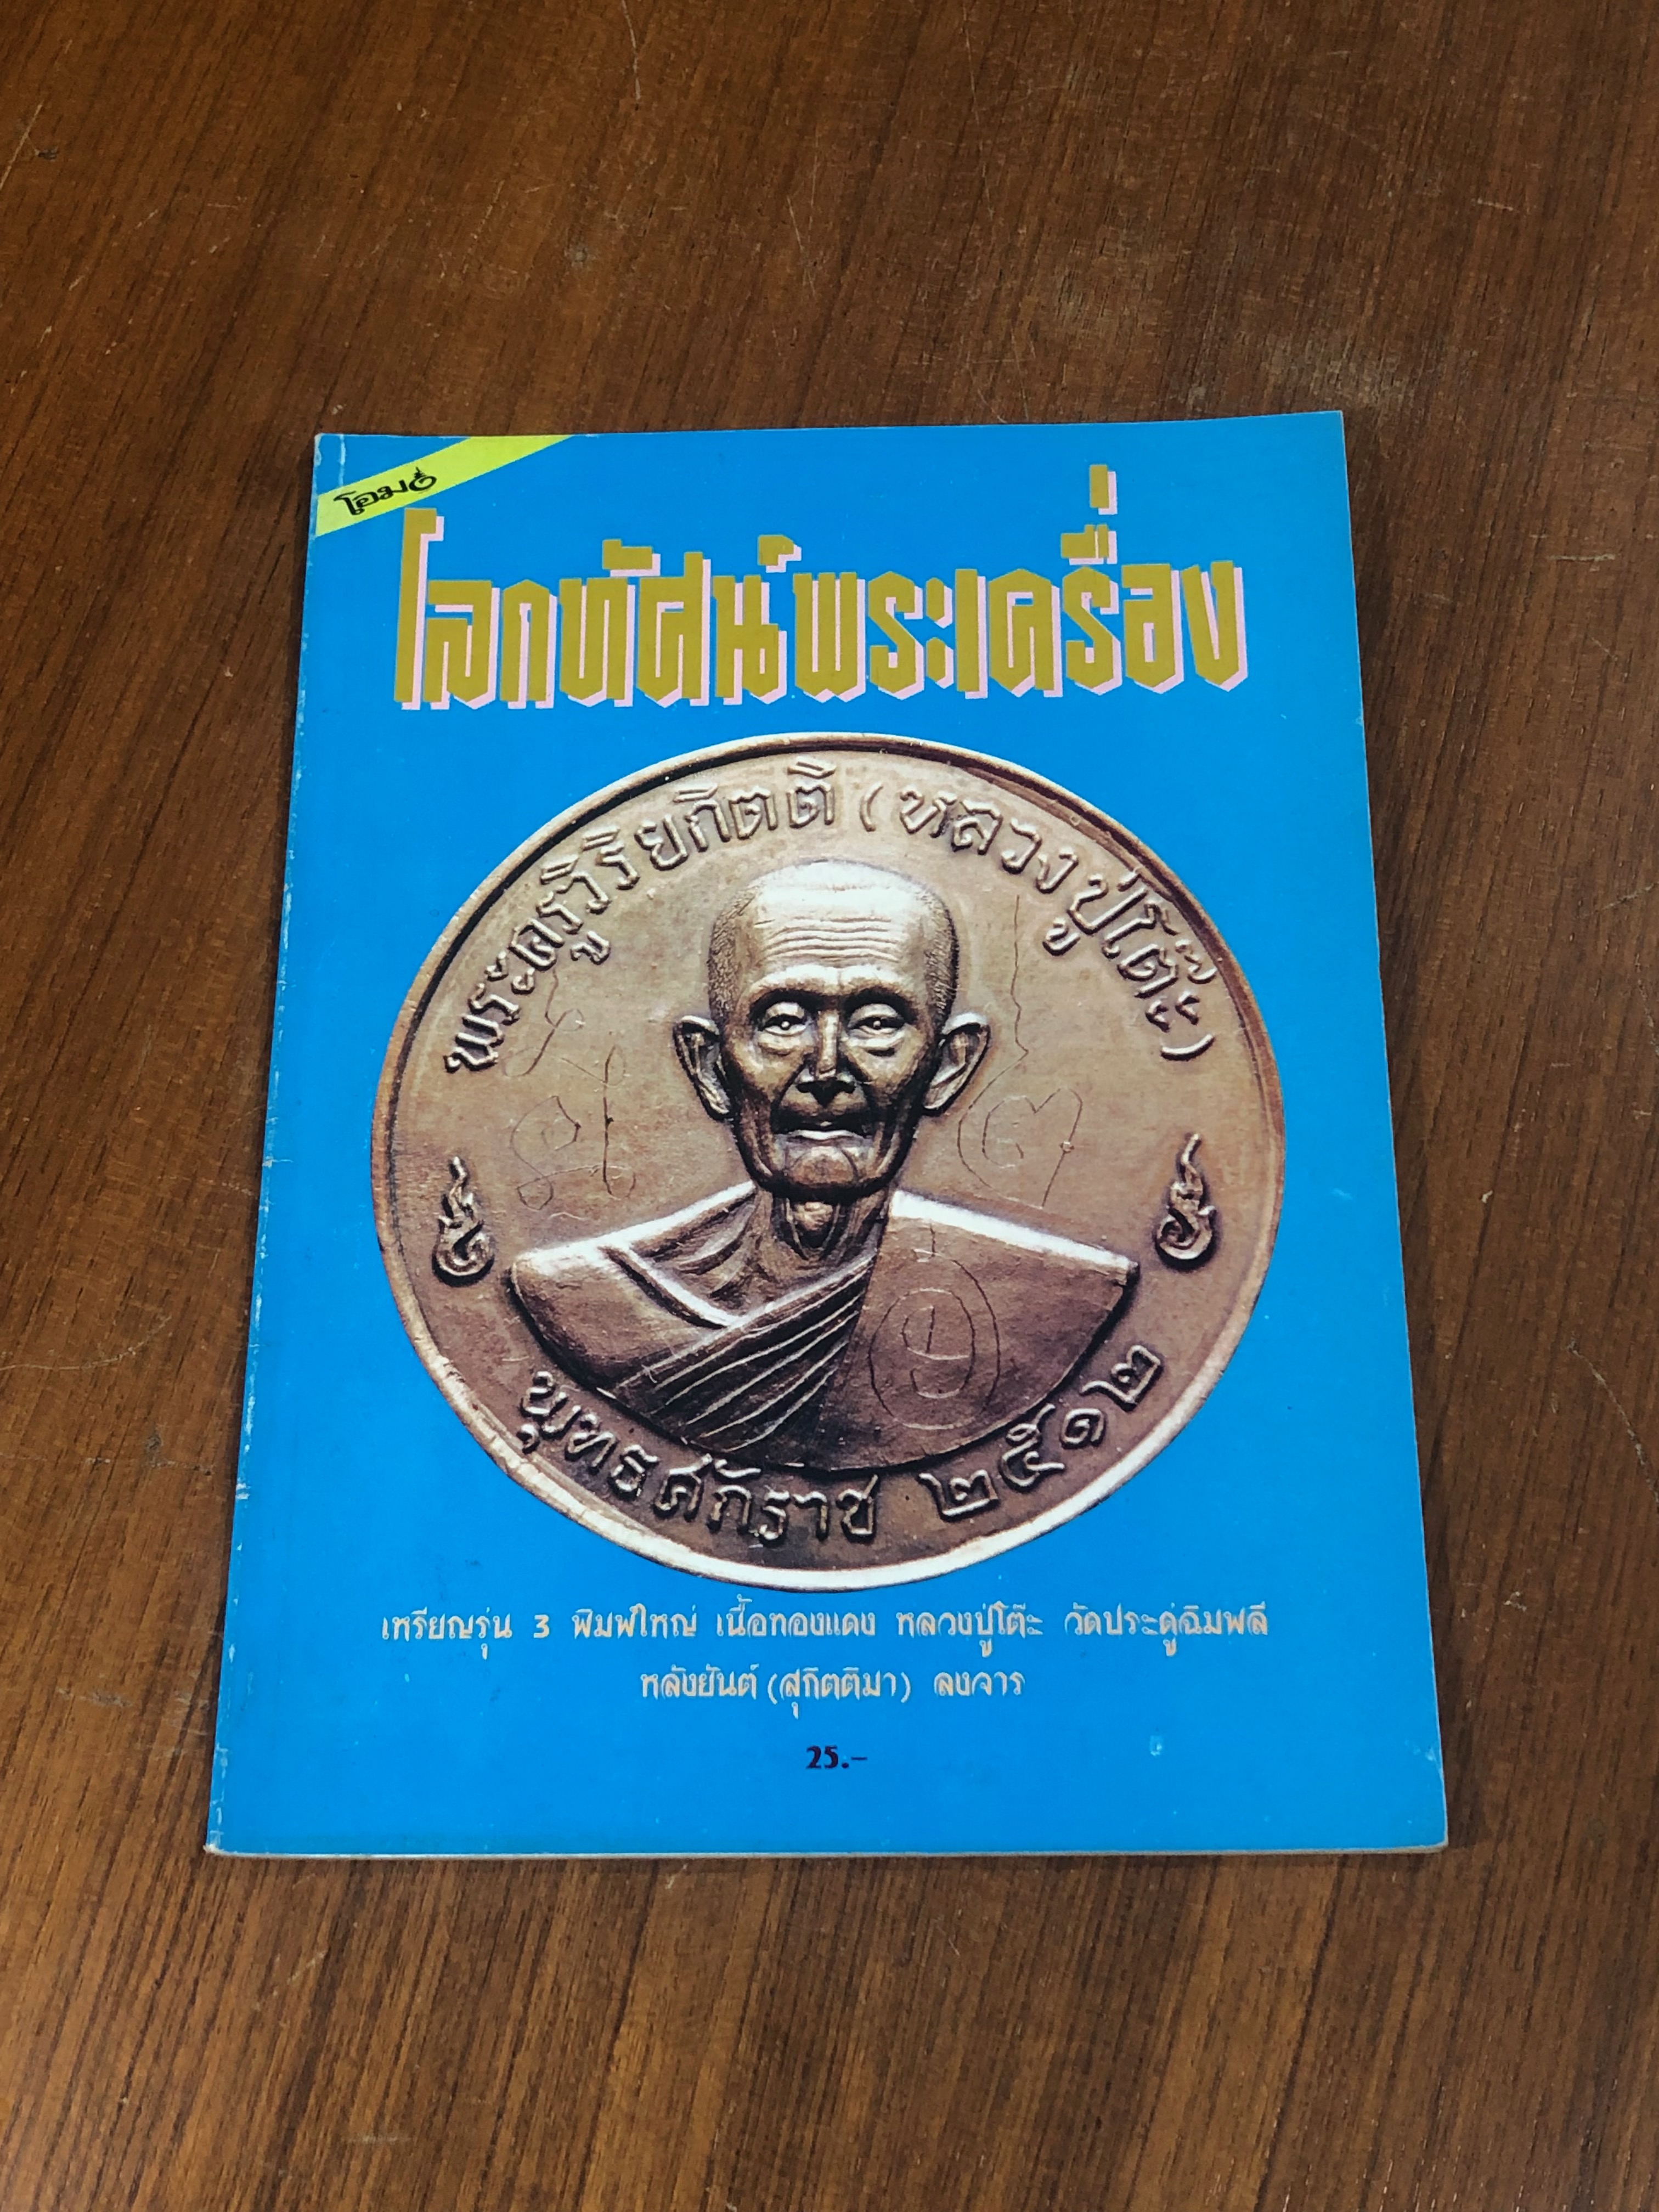 โอม
โลกทัศน์พระเครื่อง
พระครูวิริยกิตติ (หลวงปู่โต๊ะ)
พุทธศักราช ๒๕๑๒
เหรียญรุ่น 3 พิมพ์ใหญ่ เนื้อทองแดง หลวงปู่โต๊ะ วัดประดู่ฉิมพลี
หลังยันต์ (สุกิตติมา) ลงจาร
25.-